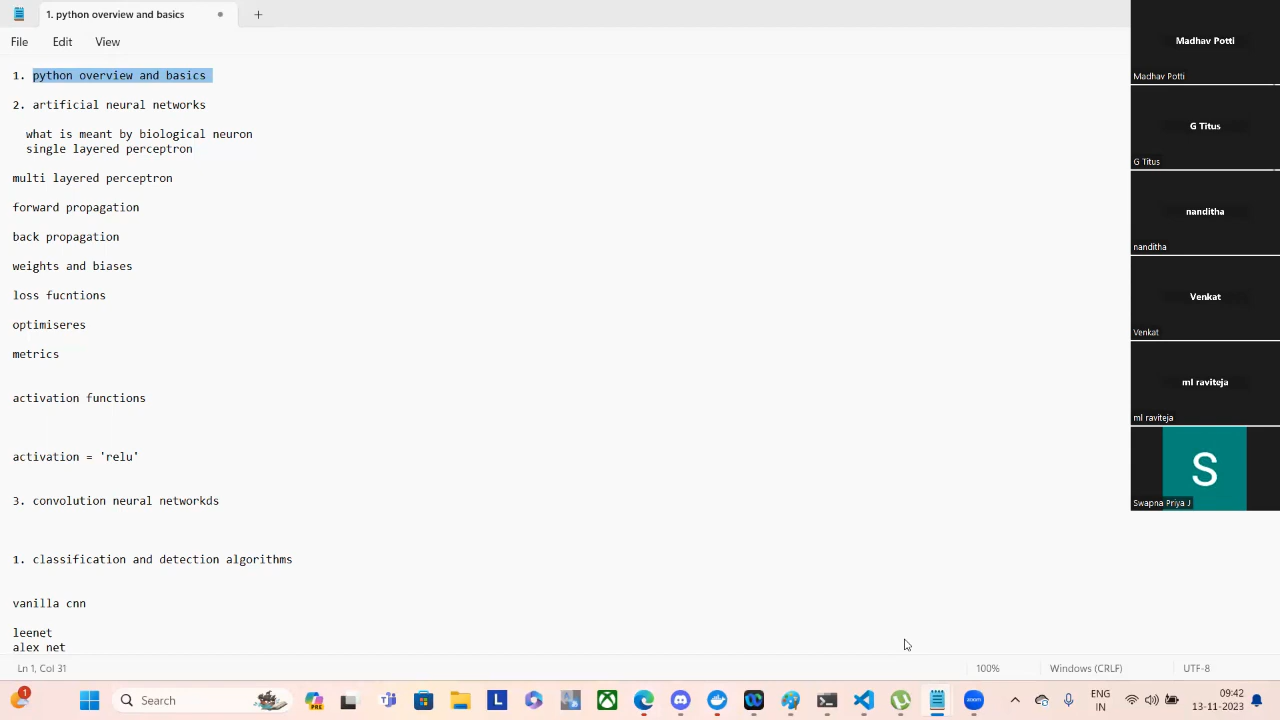 1. python overview and basics
File
Edit
View
1. python overview and basics
2. artificial neural networks
what is meant by biological neuron
single layered perceptron
multi layered perceptron
forward propagation
back propagation
weights and biases
loss fucntions
optimiseres
metrics
activation functions
activation = 'relu'
3. convolution neural networkds
1. classification and detection algorithms
vanilla cnn
leenet
alex net
Madhav Potti
Madhav Potti
G Titus
G Titus
nanditha
nanditha
Venkat
Venkat
ml raviteja
ml raviteja
S
Swapna Priya J
Ln 1, Col 31
100%
Windows (CRLF)
UTF-8
1
Search
PRE
L
zoom
ENG
IN
09:42
13-11-2023